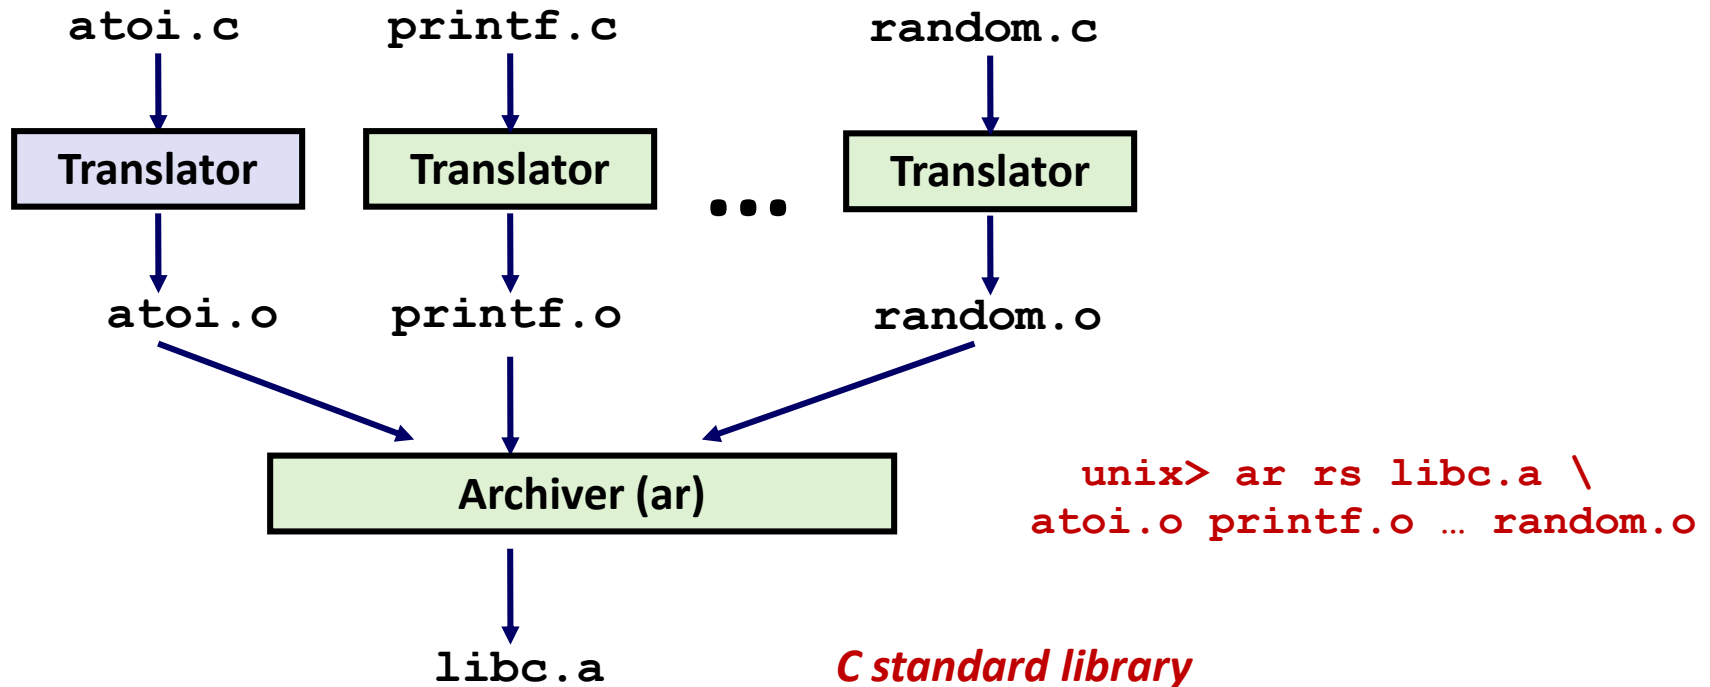 atoi.c printf.c random.c
Translator Translator ... Translator
atoi.o printf.o random.o
Archiver (ar)
unix> ar rs libc.a \
atoi.o printf.o … random.o
libc.a C standard library